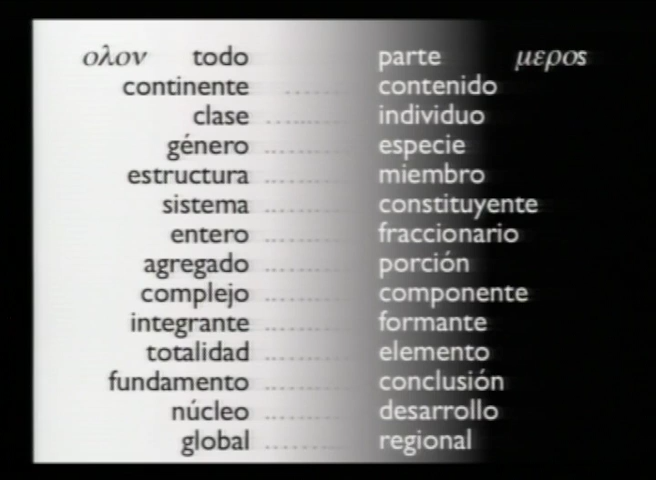 ολον todo parte μερος
continente ........ contenido
clase ........ individuo
género ........ especie
estructura ........ miembro
sistema ........ constituyente
entero ........ fraccionario
agregado ........ porción
complejo ........ componente
integrante ........ formante
totalidad ........ elemento
fundamento ........ conclusión
núcleo ........ desarrollo
global ........ regional